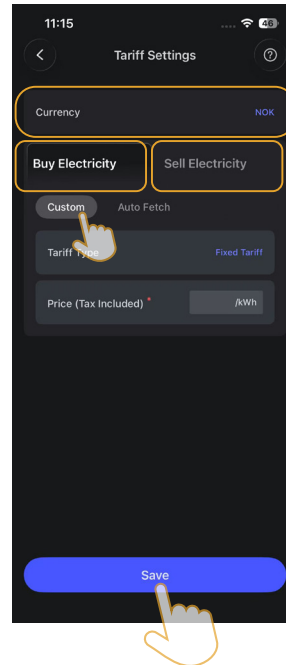 11:15
46
Tariff Settings
Currency
NOK
Buy Electricity
Sell Electricity
Custom
Auto Fetch
Tariff Type
Fixed Tariff
Price (Tax Included) *
/kWh
Save